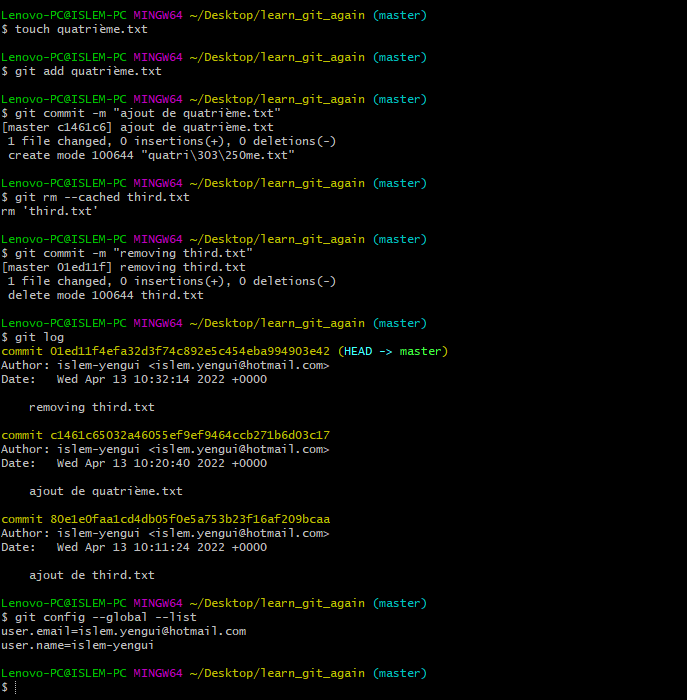 Lenovo-PC@ISLEM-PC MINGW64 ~/Desktop/learn_git_again (master)
$ touch quatrième.txt
Lenovo-PC@ISLEM-PC MINGW64 ~/Desktop/learn_git_again (master)
$ git add quatrième.txt
Lenovo-PC@ISLEM-PC MINGW64 ~/Desktop/learn_git_again (master)
$ git commit -m "ajout de quatrième.txt"
[master c1461c6] ajout de quatrième.txt
 1 file changed, 0 insertions(+), 0 deletions(-)
 create mode 100644 "quatri\303\250me.txt"
Lenovo-PC@ISLEM-PC MINGW64 ~/Desktop/learn_git_again (master)
$ git rm --cached third.txt
rm 'third.txt'
Lenovo-PC@ISLEM-PC MINGW64 ~/Desktop/learn_git_again (master)
$ git commit -m "removing third.txt"
[master 01ed11f] removing third.txt
 1 file changed, 0 insertions(+), 0 deletions(-)
 delete mode 100644 third.txt
Lenovo-PC@ISLEM-PC MINGW64 ~/Desktop/learn_git_again (master)
$ git log
commit 01ed11f4efa32d3f74c892e5c454eba994903e42 (HEAD -> master)
Author: islem-yengui <islem.yengui@hotmail.com>
Date:   Wed Apr 13 10:32:14 2022 +0000
    removing third.txt
commit c1461c65032a46055ef9ef9464ccb271b6d03c17
Author: islem-yengui <islem.yengui@hotmail.com>
Date:   Wed Apr 13 10:20:40 2022 +0000
    ajout de quatrième.txt
commit 80e1e0faa1cd4db05f0e5a753b23f16af209bcaa
Author: islem-yengui <islem.yengui@hotmail.com>
Date:   Wed Apr 13 10:11:24 2022 +0000
    ajout de third.txt
Lenovo-PC@ISLEM-PC MINGW64 ~/Desktop/learn_git_again (master)
$ git config --global --list
user.email=islem.yengui@hotmail.com
user.name=islem-yengui
Lenovo-PC@ISLEM-PC MINGW64 ~/Desktop/learn_git_again (master)
$